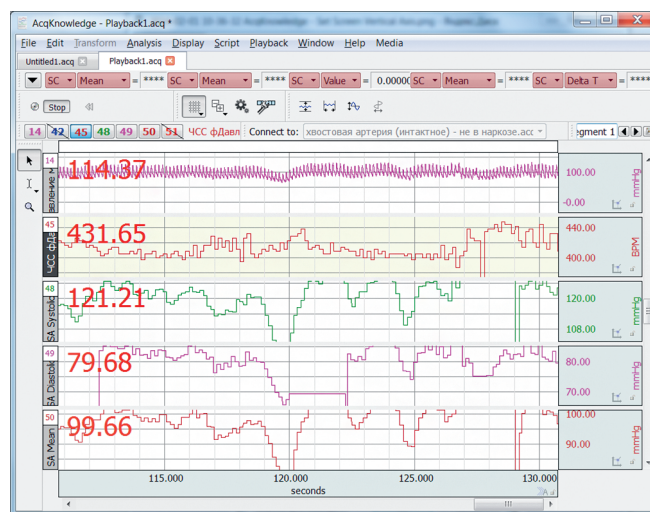 AcqKnowledge - Playback1.acq *
File Edit Transform Analysis Display Script Playback Window Help Media
Untitled1.acq Playback1.acq
SC Mean = **** SC Mean = **** SC Value = 0.0000 SC Mean = **** SC Delta T = ****
Stop
14 42 45 48 49 50 51 ЧСС фДавл Connect to: хвостовая артерия (интактное) - не в наркозе.acc egment 1
14 114.37 100.00
-0.00
mmHg
45 431.65 440.00
400.00
ЧСС фДа BPM
48 121.21 120.00
108.00
SA Systolic mmHg
49 79.68 80.00
70.00
SA Diastolic mmHg
50 99.66 100.00
90.00
SA Mean mmHg
115.000 120.000 125.000 130.000
seconds